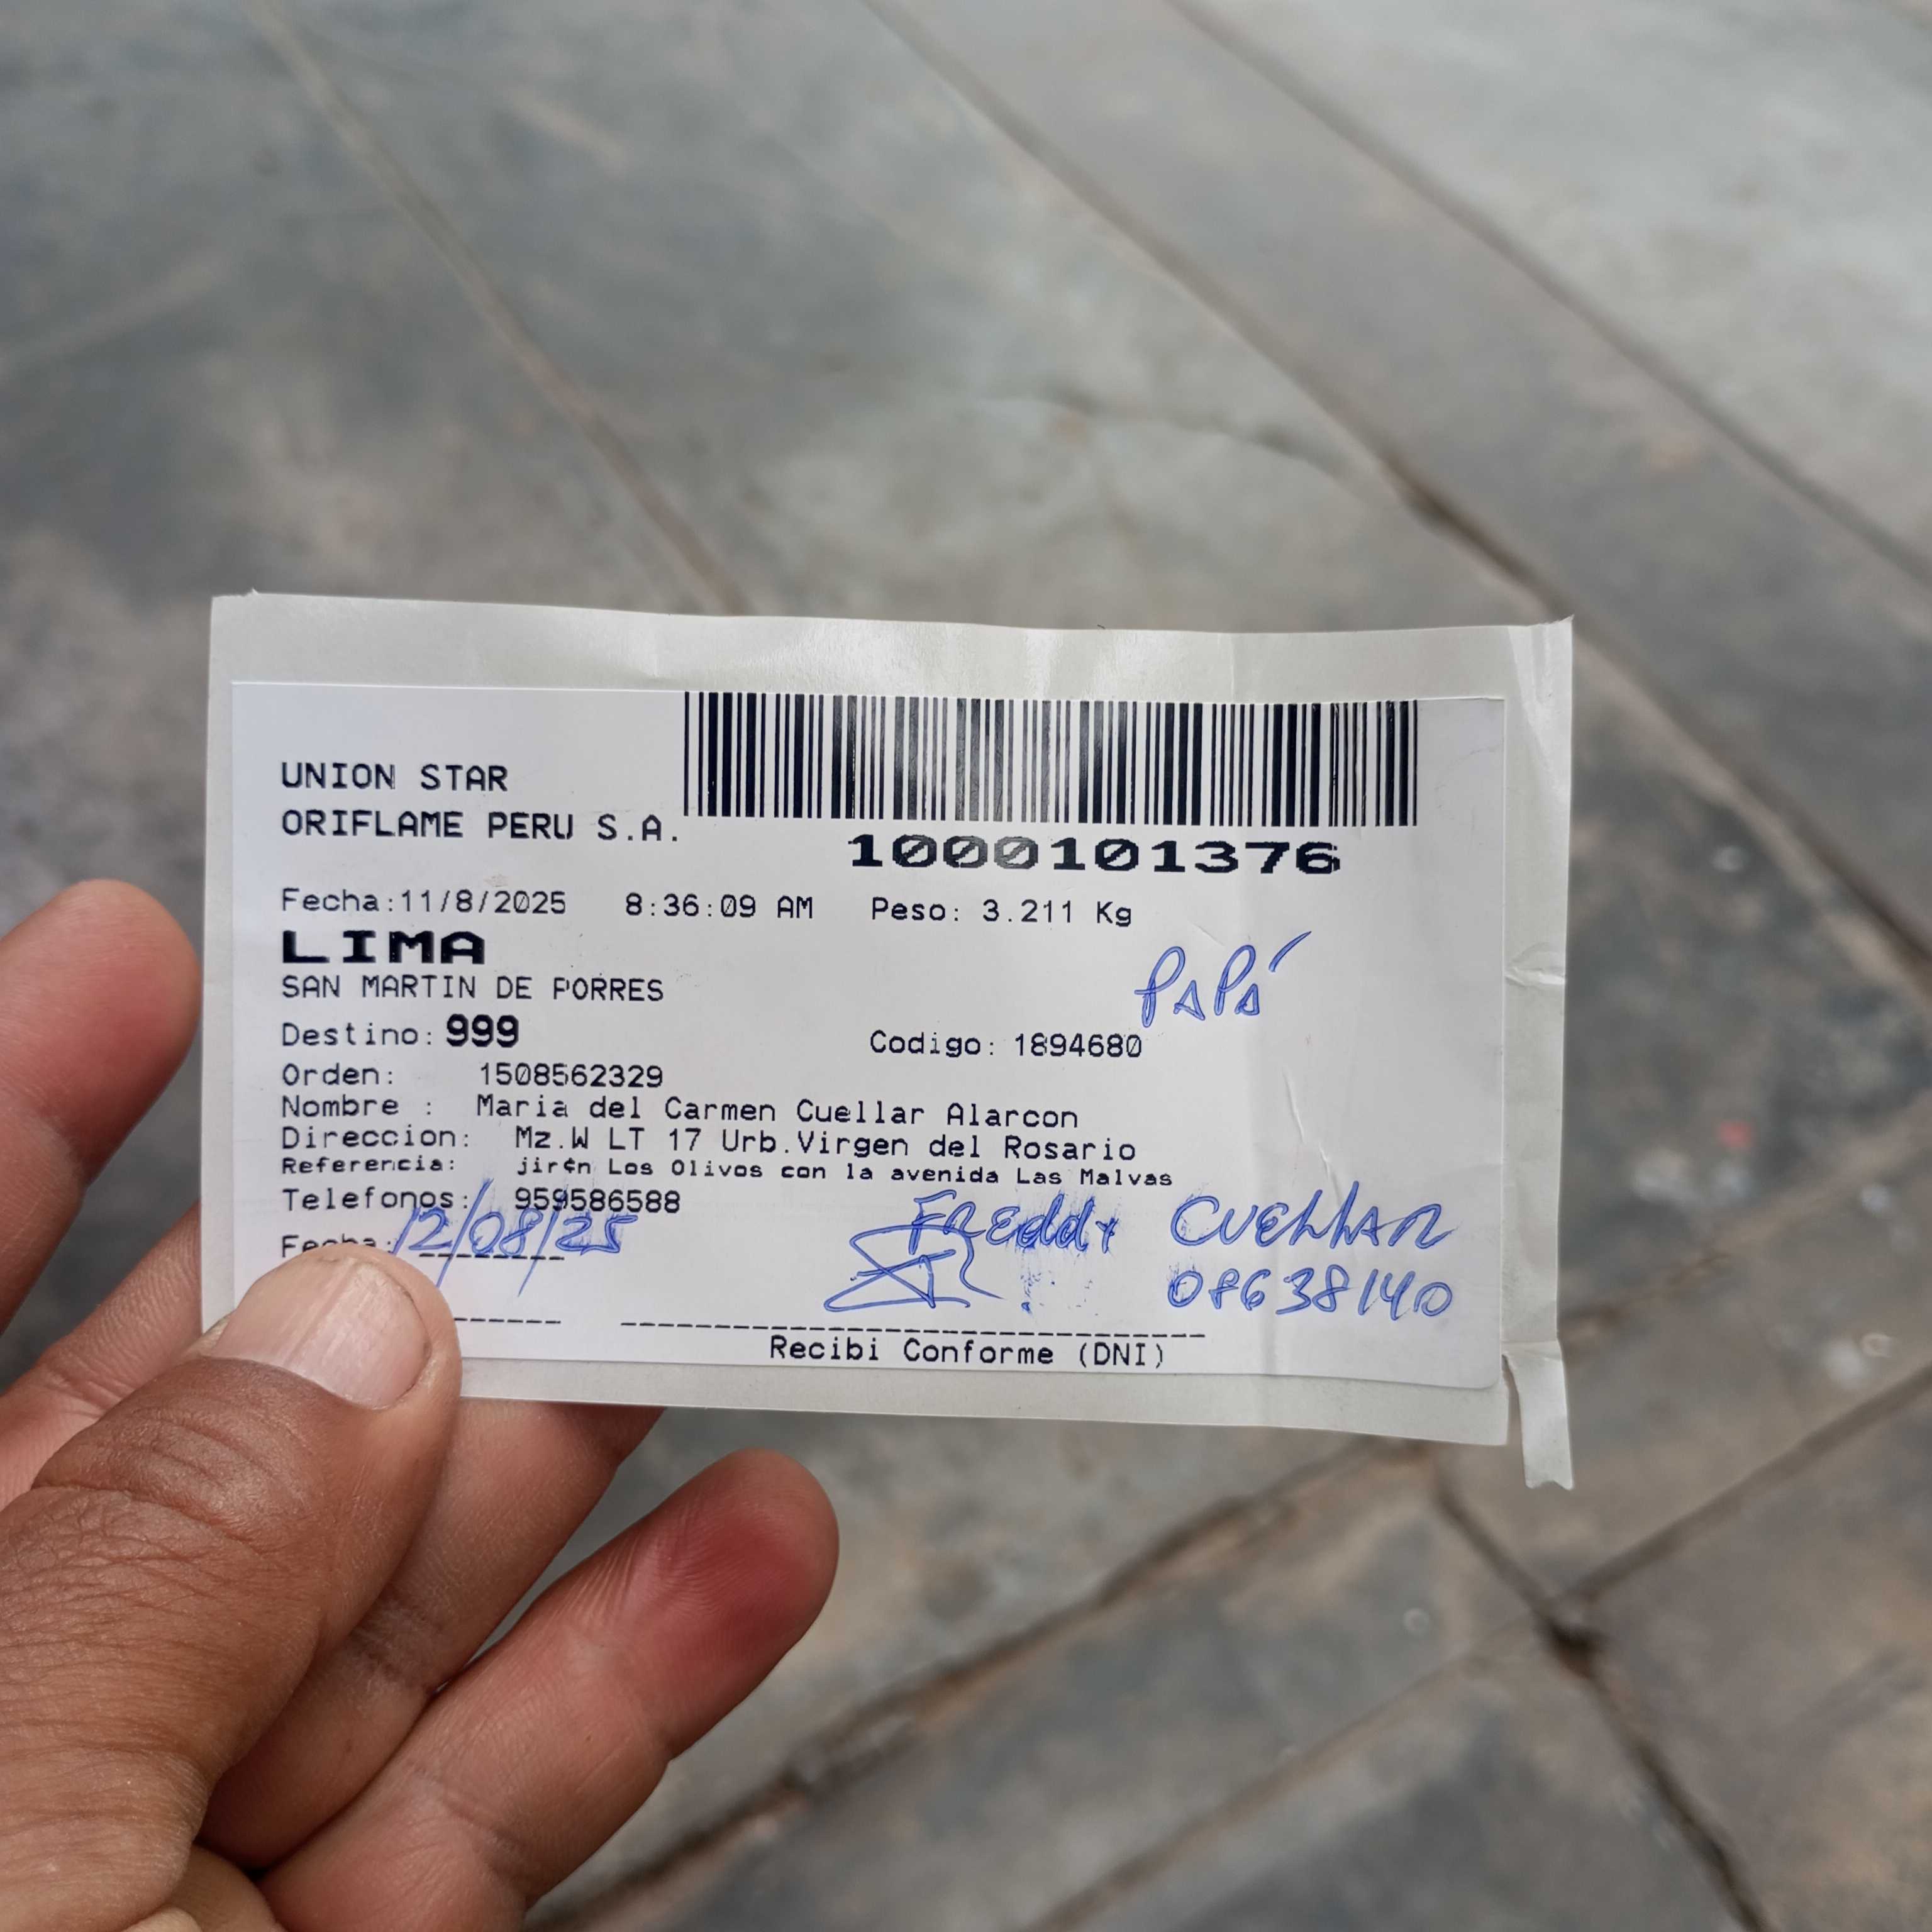 UNION STAR
ORIFLAME PERU S.A.
1000101376
Fecha:11/8/2025 8:36:09 AM Peso: 3.211 Kg
LIMA
PAPÁ
SAN MARTIN DE PORRES
Destino: 999 Codigo: 1894680
Orden: 1508562329
Nombre : Maria del Carmen Cuellar Alarcon
Direccion: Mz.W LT 17 Urb.Virgen del Rosario
Referencia: jir¢n Los Olivos con la avenida Las Malvas
Telefonos: 959586588
Fecha: 12/08/25 FREddy CUELLAR
08638140
Recibi Conforme (DNI)